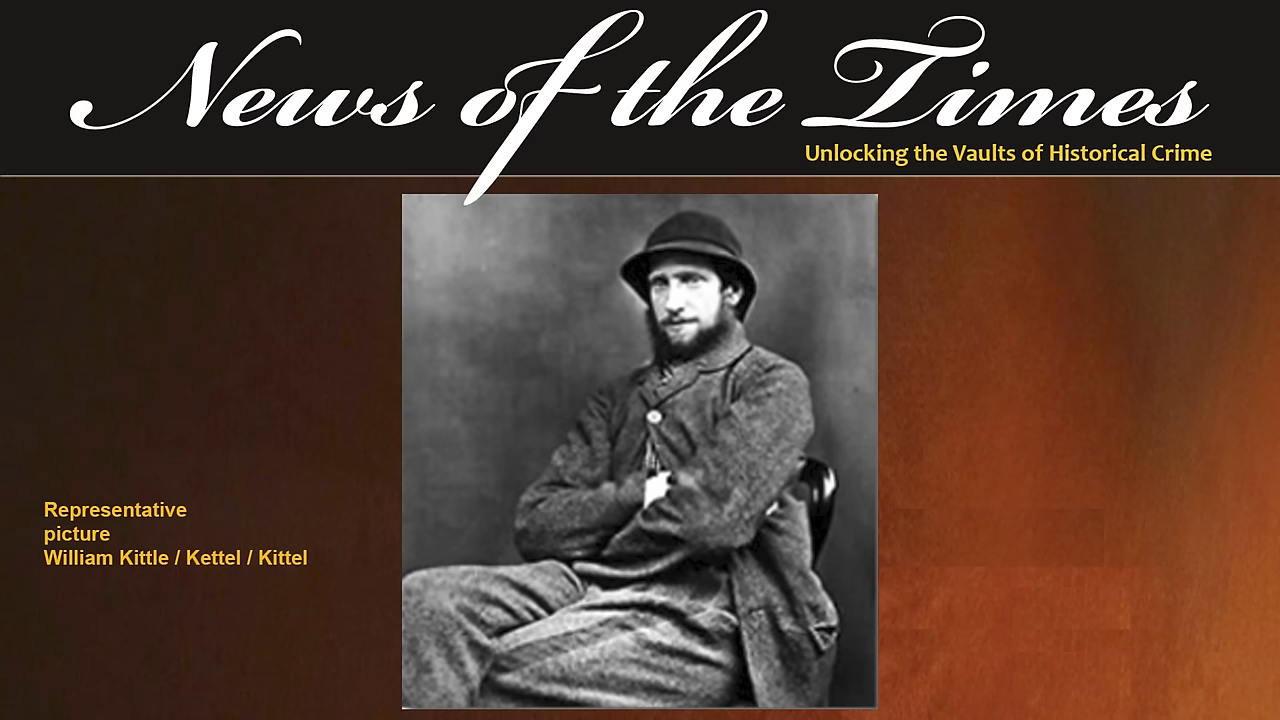 News of the Times
Unlocking the Vaults of Historical Crime
Representative
picture
William Kittle / Kettel / Kittel